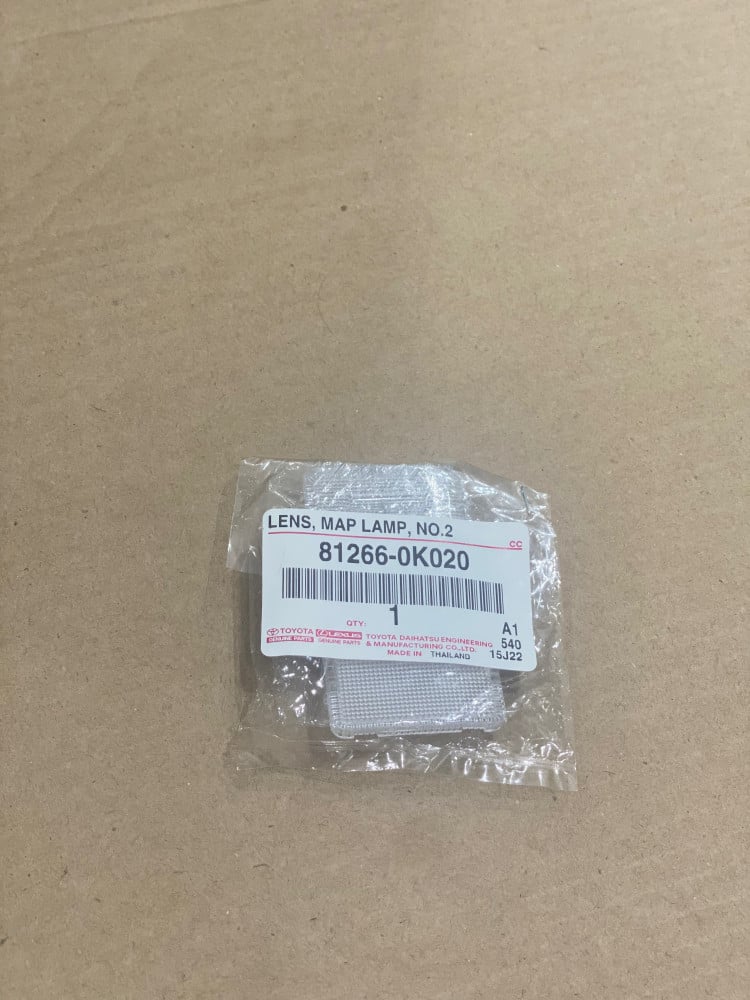 LENS, MAP LAMP, NO.2
CC
81266-0K020
QTY: 1
A1
TOYOTA LEXUS TOYOTA DAIHATSU ENGINEERING 540
GENUINE PARTS GENUINE PARTS & MANUFACTURING CO.,LTD.
MADE IN THAILAND 15J22